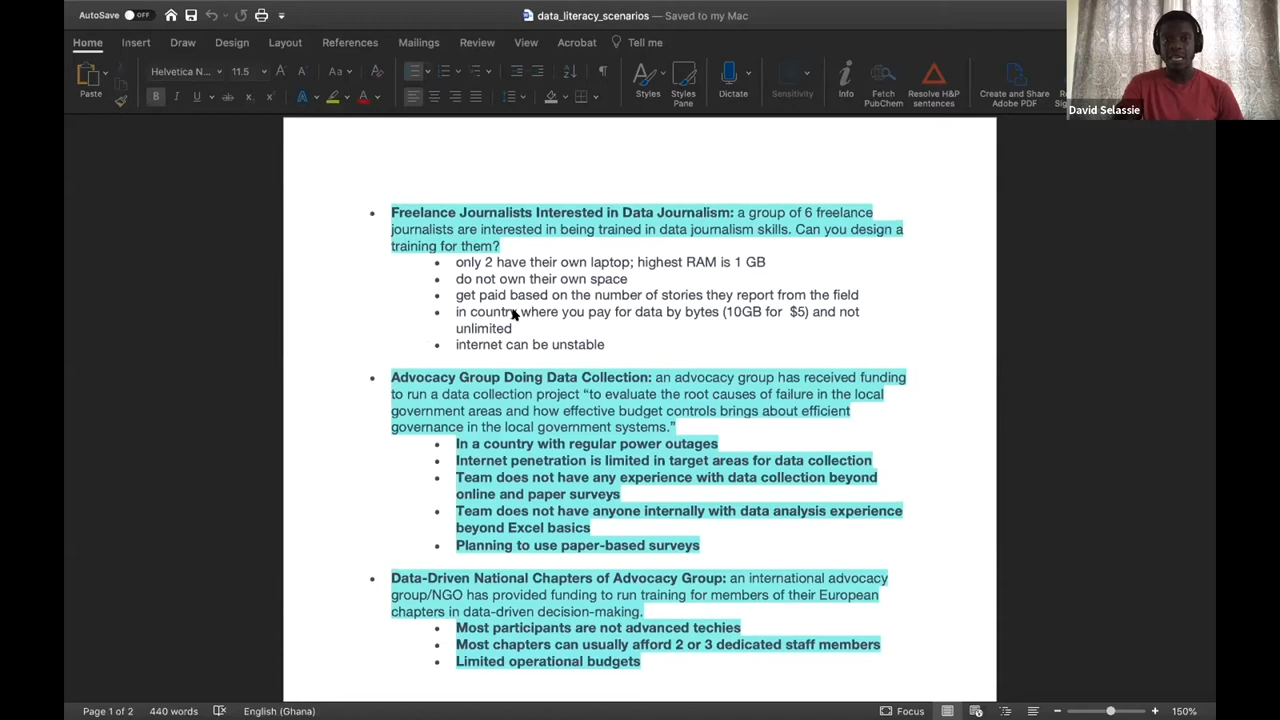 AutoSave OFF
data_literacy_scenarios — Saved to my Mac
Home Insert Draw Design Layout References Mailings Review View Acrobat Tell me
Helvetica N... 11.5
Paste
Styles
Styles Pane
Dictate
Sensitivity
Info
Fetch PubChem
Resolve H&P sentences
Create and Share Adobe PDF
David Selassie
• Freelance Journalists Interested in Data Journalism: a group of 6 freelance
journalists are interested in being trained in data journalism skills. Can you design a
training for them?
• only 2 have their own laptop; highest RAM is 1 GB
• do not own their own space
• get paid based on the number of stories they report from the field
• in country where you pay for data by bytes (10GB for $5) and not
unlimited
• internet can be unstable
• Advocacy Group Doing Data Collection: an advocacy group has received funding
to run a data collection project “to evaluate the root causes of failure in the local
government areas and how effective budget controls brings about efficient
governance in the local government systems.”
• In a country with regular power outages
• Internet penetration is limited in target areas for data collection
• Team does not have any experience with data collection beyond
online and paper surveys
• Team does not have anyone internally with data analysis experience
beyond Excel basics
• Planning to use paper-based surveys
• Data-Driven National Chapters of Advocacy Group: an international advocacy
group/NGO has provided funding to run training for members of their European
chapters in data-driven decision-making.
• Most participants are not advanced techies
• Most chapters can usually afford 2 or 3 dedicated staff members
• Limited operational budgets
Page 1 of 2 440 words English (Ghana) Focus 150%